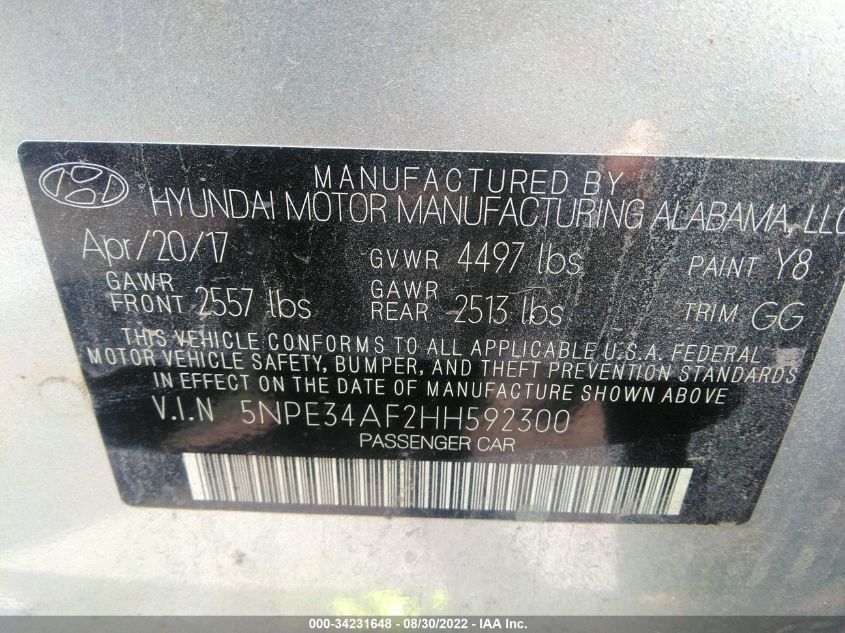 MANUFACTURED BY
HYUNDAI MOTOR MANUFACTURING ALABAMA, LLC
Apr/20/17 GVWR 4497 lbs PAINT Y8
GAWR FRONT 2557 lbs GAWR REAR 2513 lbs TRIM GG
THIS VEHICLE CONFORMS TO ALL APPLICABLE U.S.A. FEDERAL
MOTOR VEHICLE SAFETY, BUMPER, AND THEFT PREVENTION STANDARDS
IN EFFECT ON THE DATE OF MANUFACTURE SHOWN ABOVE
V.I.N 5NPE34AF2HH592300
PASSENGER CAR
000-34231648 - 08/30/2022 - IAA Inc.